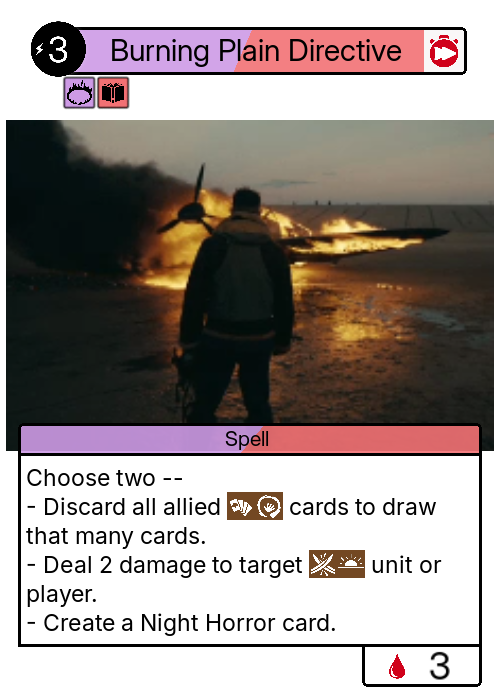 3 Burning Plain Directive
Spell
Choose two --
- Discard all allied cards to draw
that many cards.
- Deal 2 damage to target unit or
player.
- Create a Night Horror card.
3